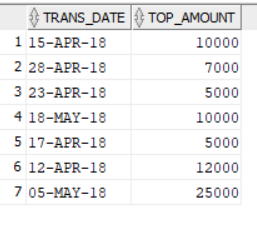 TRANS_DATE TOP_AMOUNT
1 15-APR-18 10000
2 28-APR-18 7000
3 23-APR-18 5000
4 18-MAY-18 10000
5 17-APR-18 5000
6 12-APR-18 12000
7 05-MAY-18 25000